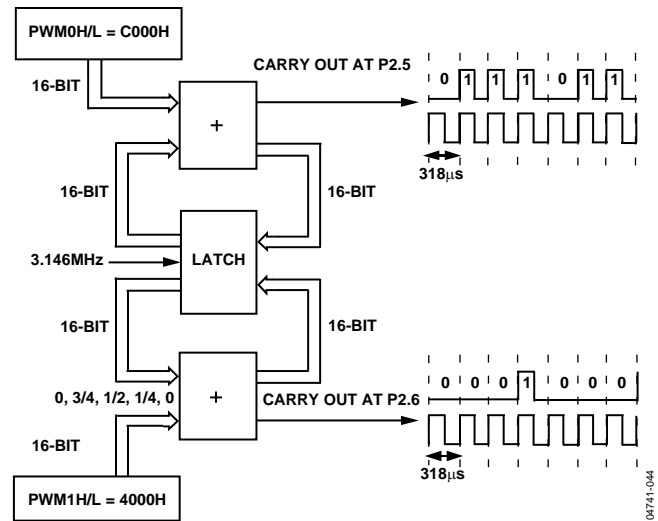 PWM0H/L = C000H
16-BIT
CARRY OUT AT P2.5
0 1 1 1 0 1 1
+
318μs
16-BIT
16-BIT
3.146MHz
LATCH
16-BIT
16-BIT
0, 3/4, 1/2, 1/4, 0
+
CARRY OUT AT P2.6
0 0 0 1 0 0 0
16-BIT
318μs
PWM1H/L = 4000H
04741-044